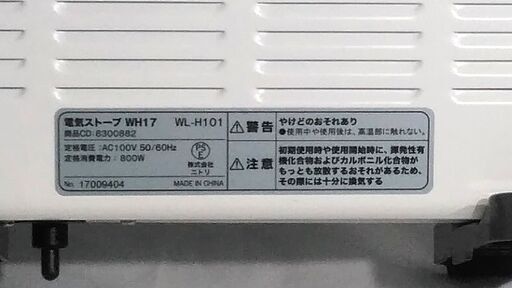 電気ストーブ WH17 WL-H101
商品CD: 8300882
定格電圧: AC100V 50/60Hz
定格消費電力: 800W
PS
E
株式会社
ニトリ
No. 17009404 MADE IN CHINA
警告
やけどのおそれあり
●使用中や使用後は、高温部に触れない。
注意
初期使用時や使用開始時に、揮発性有
機化合物およびカルボニル化合物が
もっとも放散するおそれがあるため、
その際には十分に換気する